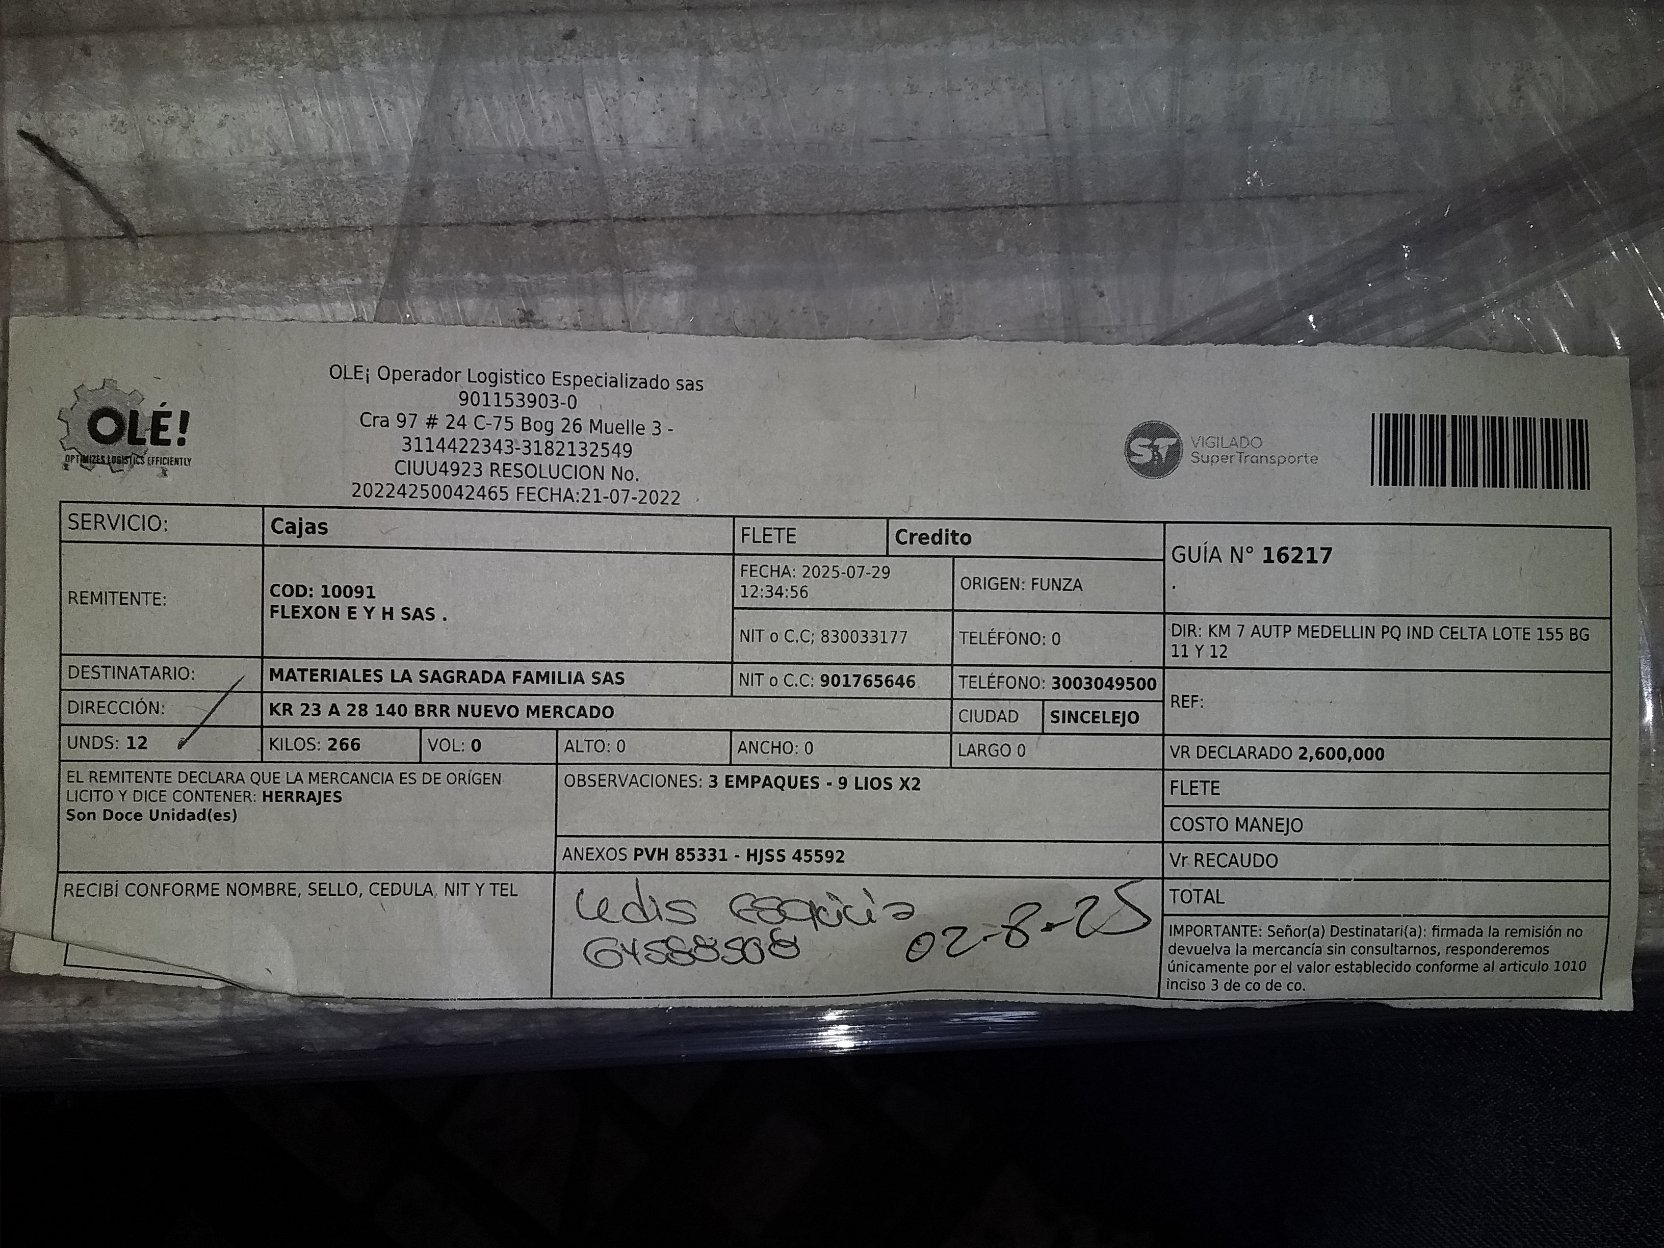 OLÉ!
OPTIMIZES LOGISTICS EFFICIENTLY
OLE¡ Operador Logistico Especializado sas
901153903-0
Cra 97 # 24 C-75 Bog 26 Muelle 3 -
3114422343-3182132549
CIUU4923 RESOLUCION No.
20224250042465 FECHA:21-07-2022
ST
VIGILADO
SuperTransporte
SERVICIO: Cajas FLETE Credito
GUÍA N° 16217
.
REMITENTE:
COD: 10091
FLEXON E Y H SAS .
FECHA: 2025-07-29
12:34:56
ORIGEN: FUNZA
NIT o C.C; 830033177 TELÉFONO: 0
DIR: KM 7 AUTP MEDELLIN PQ IND CELTA LOTE 155 BG
11 Y 12
DESTINATARIO: MATERIALES LA SAGRADA FAMILIA SAS NIT o C.C: 901765646 TELÉFONO: 3003049500
REF:
DIRECCIÓN: KR 23 A 28 140 BRR NUEVO MERCADO CIUDAD SINCELEJO
UNDS: 12 KILOS: 266 VOL: 0 ALTO: 0 ANCHO: 0 LARGO 0 VR DECLARADO 2,600,000
EL REMITENTE DECLARA QUE LA MERCANCIA ES DE ORÍGEN
LICITO Y DICE CONTENER: HERRAJES
Son Doce Unidad(es)
OBSERVACIONES: 3 EMPAQUES - 9 LIOS X2
ANEXOS PVH 85331 - HJSS 45592
FLETE
COSTO MANEJO
Vr RECAUDO
TOTAL
RECIBÍ CONFORME NOMBRE, SELLO, CEDULA, NIT Y TEL
Ledis
02-8-25
IMPORTANTE: Señor(a) Destinatari(a): firmada la remisión no
devuelva la mercancía sin consultarnos, responderemos
únicamente por el valor establecido conforme al articulo 1010
inciso 3 de co de co.